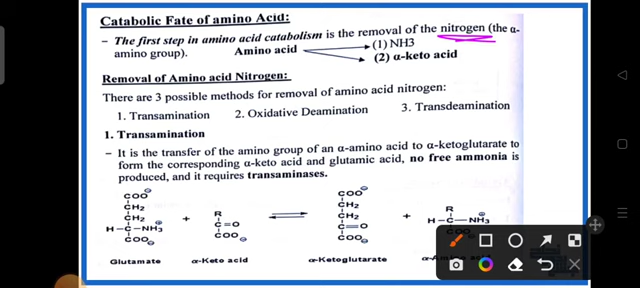 Catabolic Fate of amino Acid:
- The first step in amino acid catabolism is the removal of the nitrogen (the α-
amino group). Amino acid (1) NH3
(2) α-keto acid
Removal of Amino acid Nitrogen:
There are 3 possible methods for removal of amino acid nitrogen:
1. Transamination 2. Oxidative Deamination 3. Transdeamination
1. Transamination
- It is the transfer of the amino group of an α-amino acid to α-ketoglutarate to
form the corresponding α-keto acid and glutamic acid, no free ammonia is
produced, and it requires transaminases.
COO⊖ COO⊖
CH2 CH2 R
CH2 R CH2 H-C-NH3⊕
H-C-NH3⊕ + C=O ⇌ C=O +
COO⊖ COO⊖ COO⊖
Glutamate α-Keto acid α-Ketoglutarate